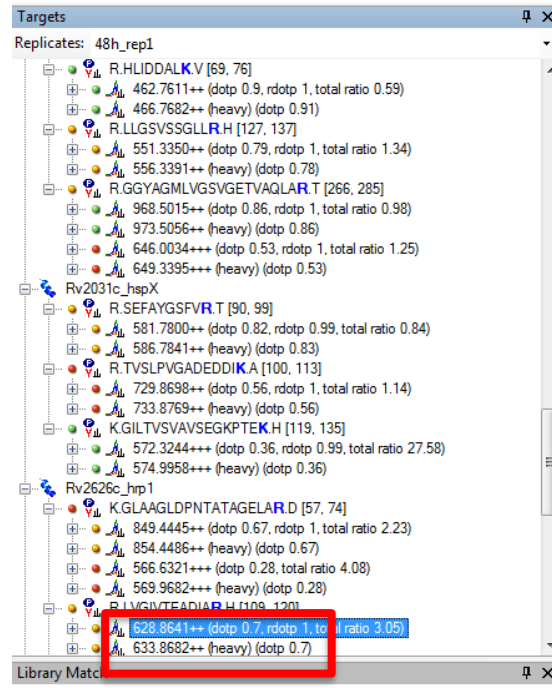 Targets
Replicates: 48h_rep1
R.HLIDDALK.V [69, 76]
462.7611++ (dotp 0.9, rdotp 1, total ratio 0.59)
466.7682++ (heavy) (dotp 0.91)
R.LLGSVSSGLLR.H [127, 137]
551.3350++ (dotp 0.79, rdotp 1, total ratio 1.34)
556.3391++ (heavy) (dotp 0.78)
R.GGYAGMLVGSVGETVAQLAR.T [266, 285]
968.5015++ (dotp 0.86, rdotp 1, total ratio 0.98)
973.5056++ (heavy) (dotp 0.86)
646.0034+++ (dotp 0.53, rdotp 1, total ratio 1.25)
649.3395+++ (heavy) (dotp 0.53)
Rv2031c_hspX
R.SEFAYGSFVR.T [90, 99]
581.7800++ (dotp 0.82, rdotp 0.99, total ratio 0.84)
586.7841++ (heavy) (dotp 0.83)
R.TVSLPVGADEDDIK.A [100, 113]
729.8698++ (dotp 0.56, rdotp 1, total ratio 1.14)
733.8769++ (heavy) (dotp 0.56)
K.GILTVSVAVSEGKPTEK.H [119, 135]
572.3244+++ (dotp 0.36, rdotp 0.99, total ratio 27.58)
574.9958+++ (heavy) (dotp 0.36)
Rv2626c_hrp1
K.GLAAGLDPNTATAGELAR.D [57, 74]
849.4445++ (dotp 0.67, rdotp 1, total ratio 2.23)
854.4486++ (heavy) (dotp 0.67)
566.6321+++ (dotp 0.28, total ratio 4.08)
569.9682+++ (heavy) (dotp 0.28)
R.LVGIVTEADIAR.H [109, 120]
628.8641++ (dotp 0.7, rdotp 1, total ratio 3.05)
633.8682++ (heavy) (dotp 0.7)
Library Match